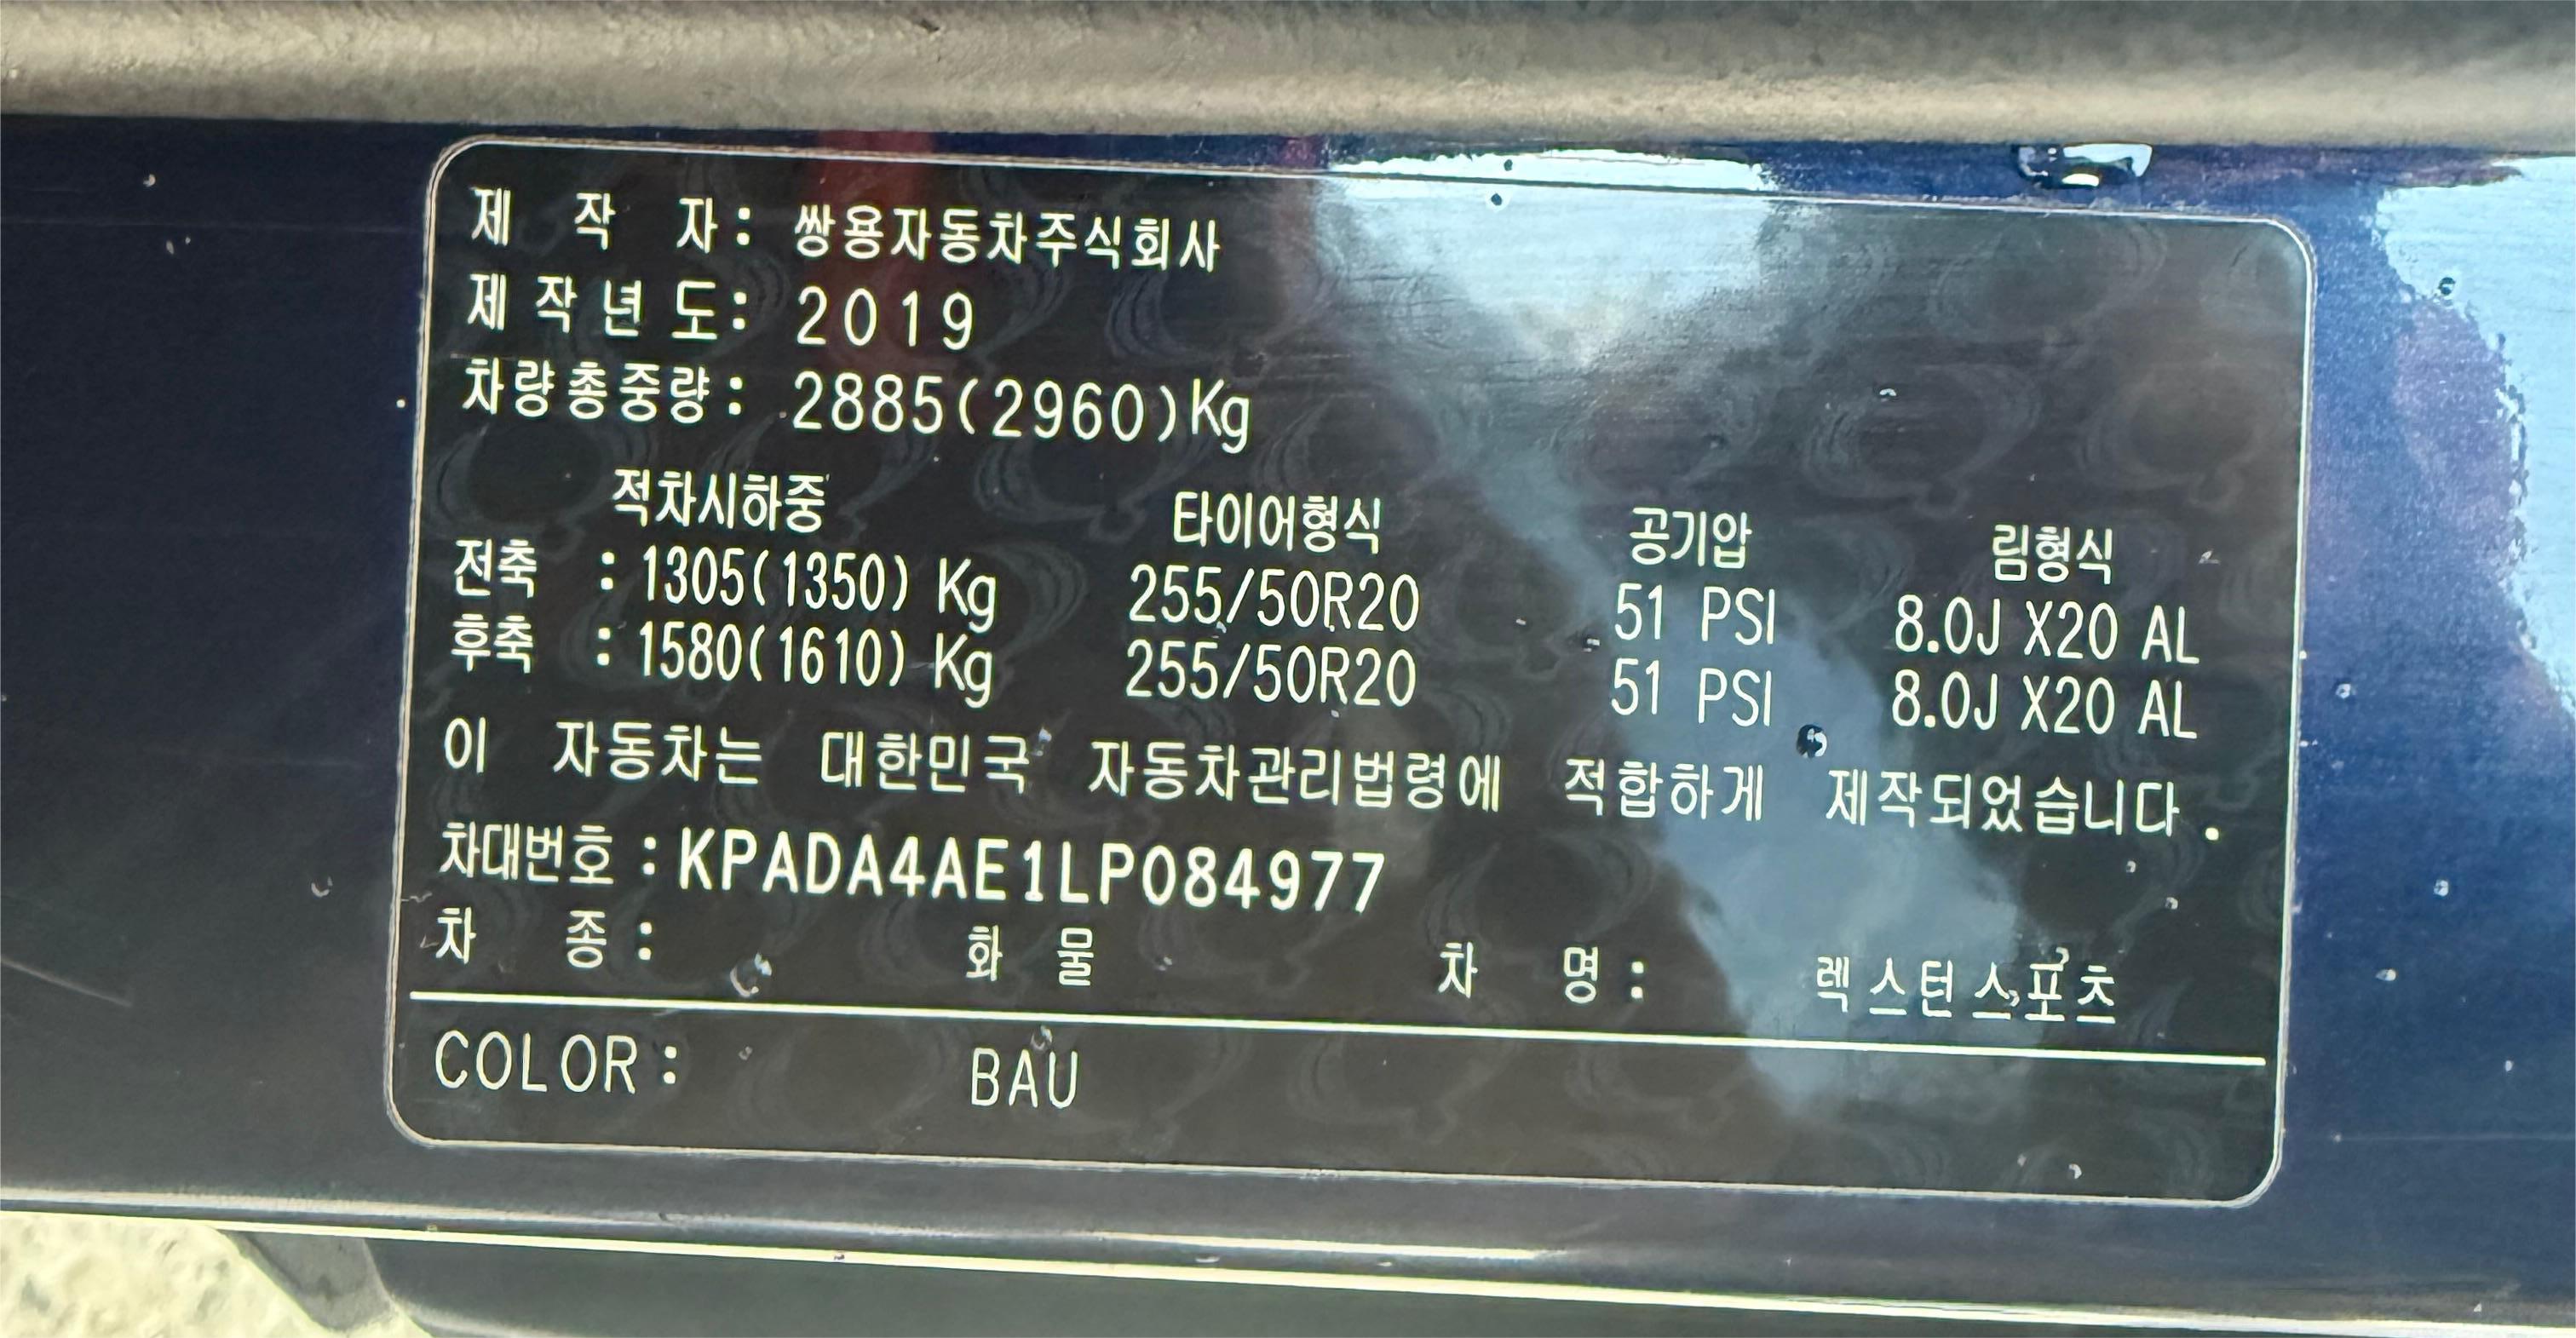 제 작 자: 쌍용자동차주식회사
제작년도: 2019
차량총중량: 2885(2960)Kg
적차시하중 타이어형식 공기압 림형식
전축 : 1305(1350) Kg 255/50R20 51 PSI 8.0J X20 AL
후축 : 1580(1610) Kg 255/50R20 51 PSI 8.0J X20 AL
이 자동차는 대한민국 자동차관리법령에 적합하게 제작되었습니다.
차대번호 : KPADA4AE1LP084977
차 종: 화 물 차 명: 렉스턴스포츠
COLOR: BAU